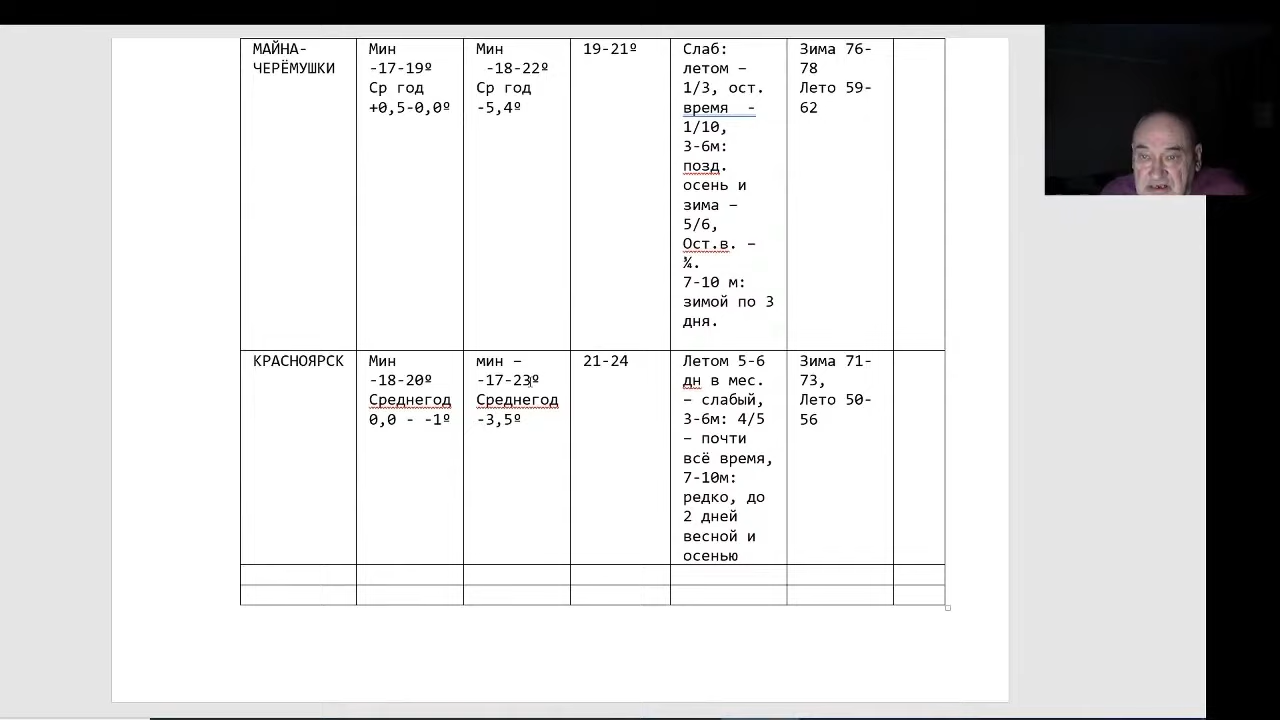 МАЙНА-
ЧЕРЁМУШКИ
Мин
-17-19º
Ср год
+0,5-0,0º
Мин
-18-22º
Ср год
-5,4º
19-21º
Слаб:
летом –
1/3, ост.
время  -
1/10,
3-6м:
позд.
осень и
зима –
5/6,
Ост.в. –
¾.
7-10 м:
зимой по 3
дня.
Зима 76-
78
Лето 59-
62
КРАСНОЯРСК
Мин
-18-20º
Среднегод
0,0 - -1º
мин –
-17-23º
Среднегод
-3,5º
21-24
Летом 5-6
дн в мес.
– слабый,
3-6м: 4/5
– почти
всё время,
7-10м:
редко, до
2 дней
весной и
осенью
Зима 71-
73,
Лето 50-
56